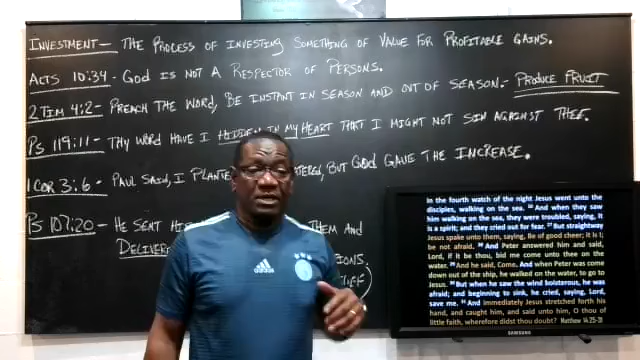 INVESTMENT — THE PROCESS OF INVESTING SOMETHING OF VALUE FOR PROFITABLE GAINS.
ACTS 10:34 - GOD IS NOT A RESPECTOR OF PERSONS.
2 TIM 4:2 - PREACH THE WORD, BE INSTANT IN SEASON AND OUT OF SEASON. - PRODUCE FRUIT
PS 119:11 - THY WORD HAVE I HIDDEN IN MY HEART THAT I MIGHT NOT SIN AGAINST THEE.
1 COR 3:6 - PAUL SAID, I BUT GOD GAVE THE INCREASE.
PS 107:20 - HE SENT THEM AND
adidas
in the fourth watch of the night Jesus went unto the
disciples, walking on the sea. 26 And when they saw
him walking on the sea, they were troubled, saying, It
is a spirit; and they cried out for fear. 27 But straightway
Jesus spake unto them, saying, Be of good cheer; It is I;
be not afraid. 28 And Peter answered him and said,
Lord, If it be thou, bid me come unto thee on the
water. 29 And he said, Come. And when Peter was come
down out of the ship, he walked on the water, to go to
Jesus. 30 But when he saw the wind boisterous, he was
afraid; and beginning to sink, he cried, saying, Lord,
save me. 31 And immediately Jesus stretched forth his
hand, and caught him, and said unto him, O thou of
little faith, wherefore didst thou doubt? Matthew 14:25-31